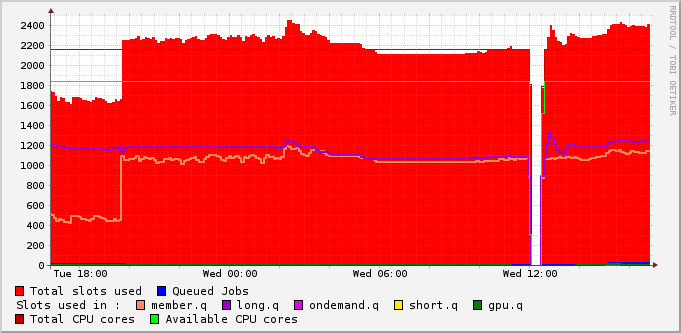 2400
2200
2000
1800
1600
1400
1200
1000
800
600
400
200
0
Tue 18:00 Wed 00:00 Wed 06:00 Wed 12:00
Total slots used Queued Jobs
Slots used in : member.q long.q ondemand.q short.q gpu.q
Total CPU cores Available CPU cores
RRDTOOL / TOBI OETIKER